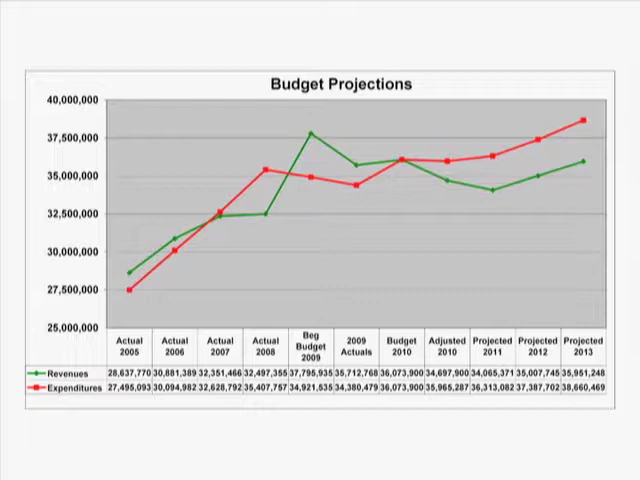 Budget Projections
40,000,000
37,500,000
35,000,000
32,500,000
30,000,000
27,500,000
25,000,000
Actual 2005 Actual 2006 Actual 2007 Actual 2008 Beg Budget 2009 2009 Actuals Budget 2010 Adjusted 2010 Projected 2011 Projected 2012 Projected 2013
Revenues 28,637,770 30,881,389 32,351,466 32,497,355 37,795,935 35,712,768 36,073,900 34,697,900 34,065,371 35,007,745 35,951,248
Expenditures 27,495,093 30,094,982 32,628,792 35,407,757 34,921,535 34,380,479 36,073,900 35,965,287 36,313,082 37,387,702 38,660,469